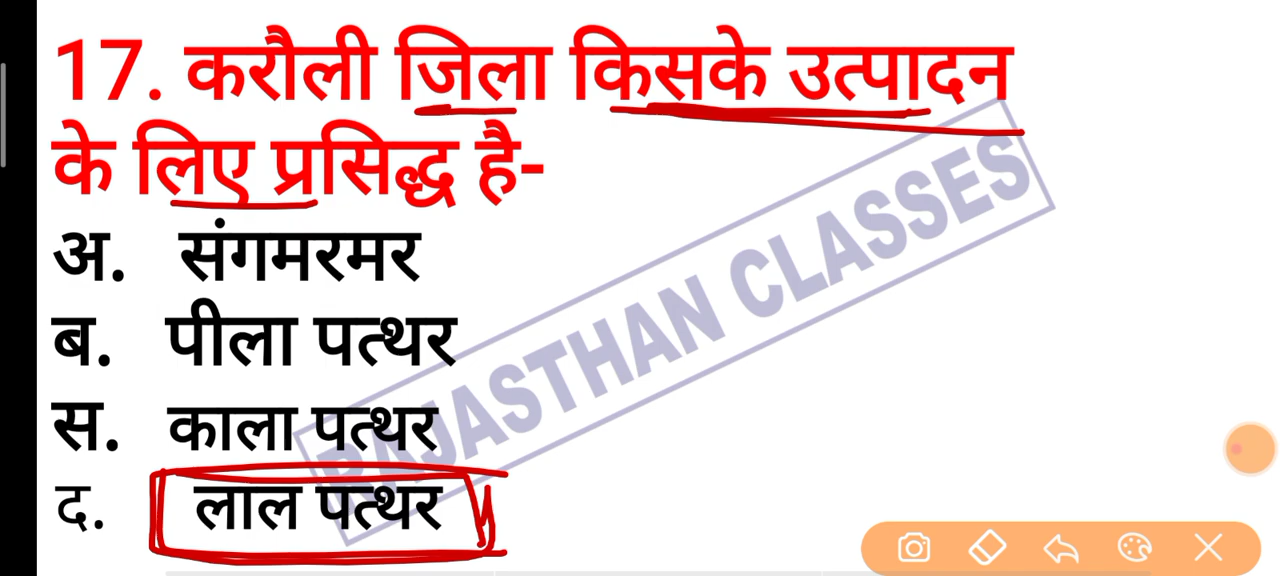 17. करौली जिला किसके उत्पादन
के लिए प्रसिद्ध है-
अ. संगमरमर
ब. पीला पत्थर
स. काला पत्थर
द. लाल पत्थर
RAJASTHAN CLASSES